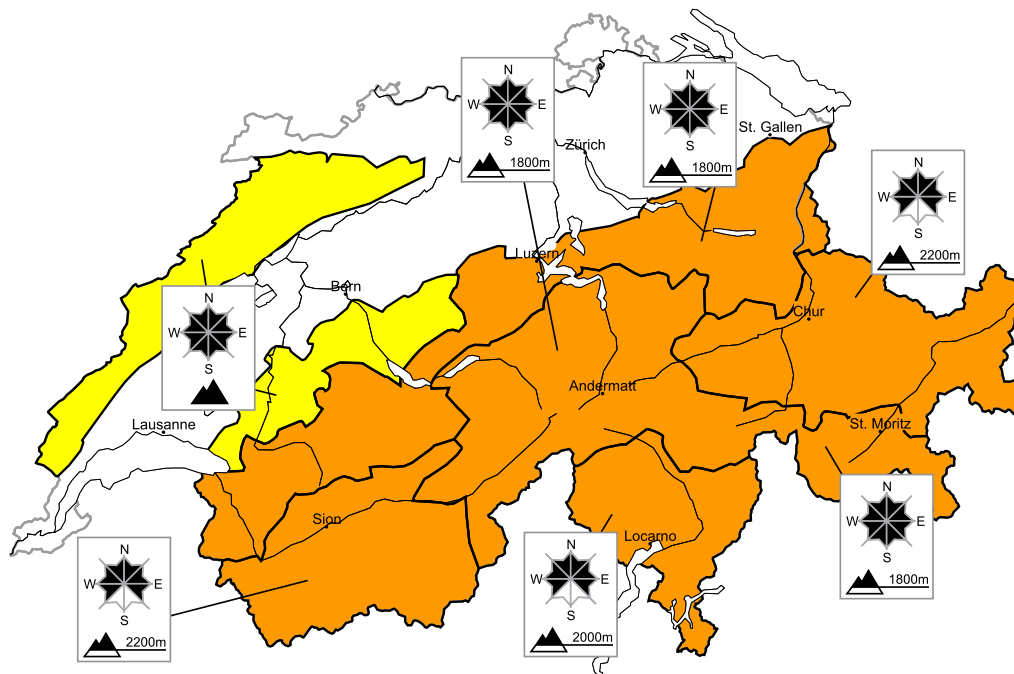 N
W E
S
1800m
N
W E
S
1800m
St. Gallen
Zürich
N
W E
S
2200m
Luzern
Bern
N
W E
S
Chur
Andermatt
Lausanne
St. Moritz
N
W E
S
1800m
Sion
Locarno
N
W E
S
2200m
N
W E
S
2000m